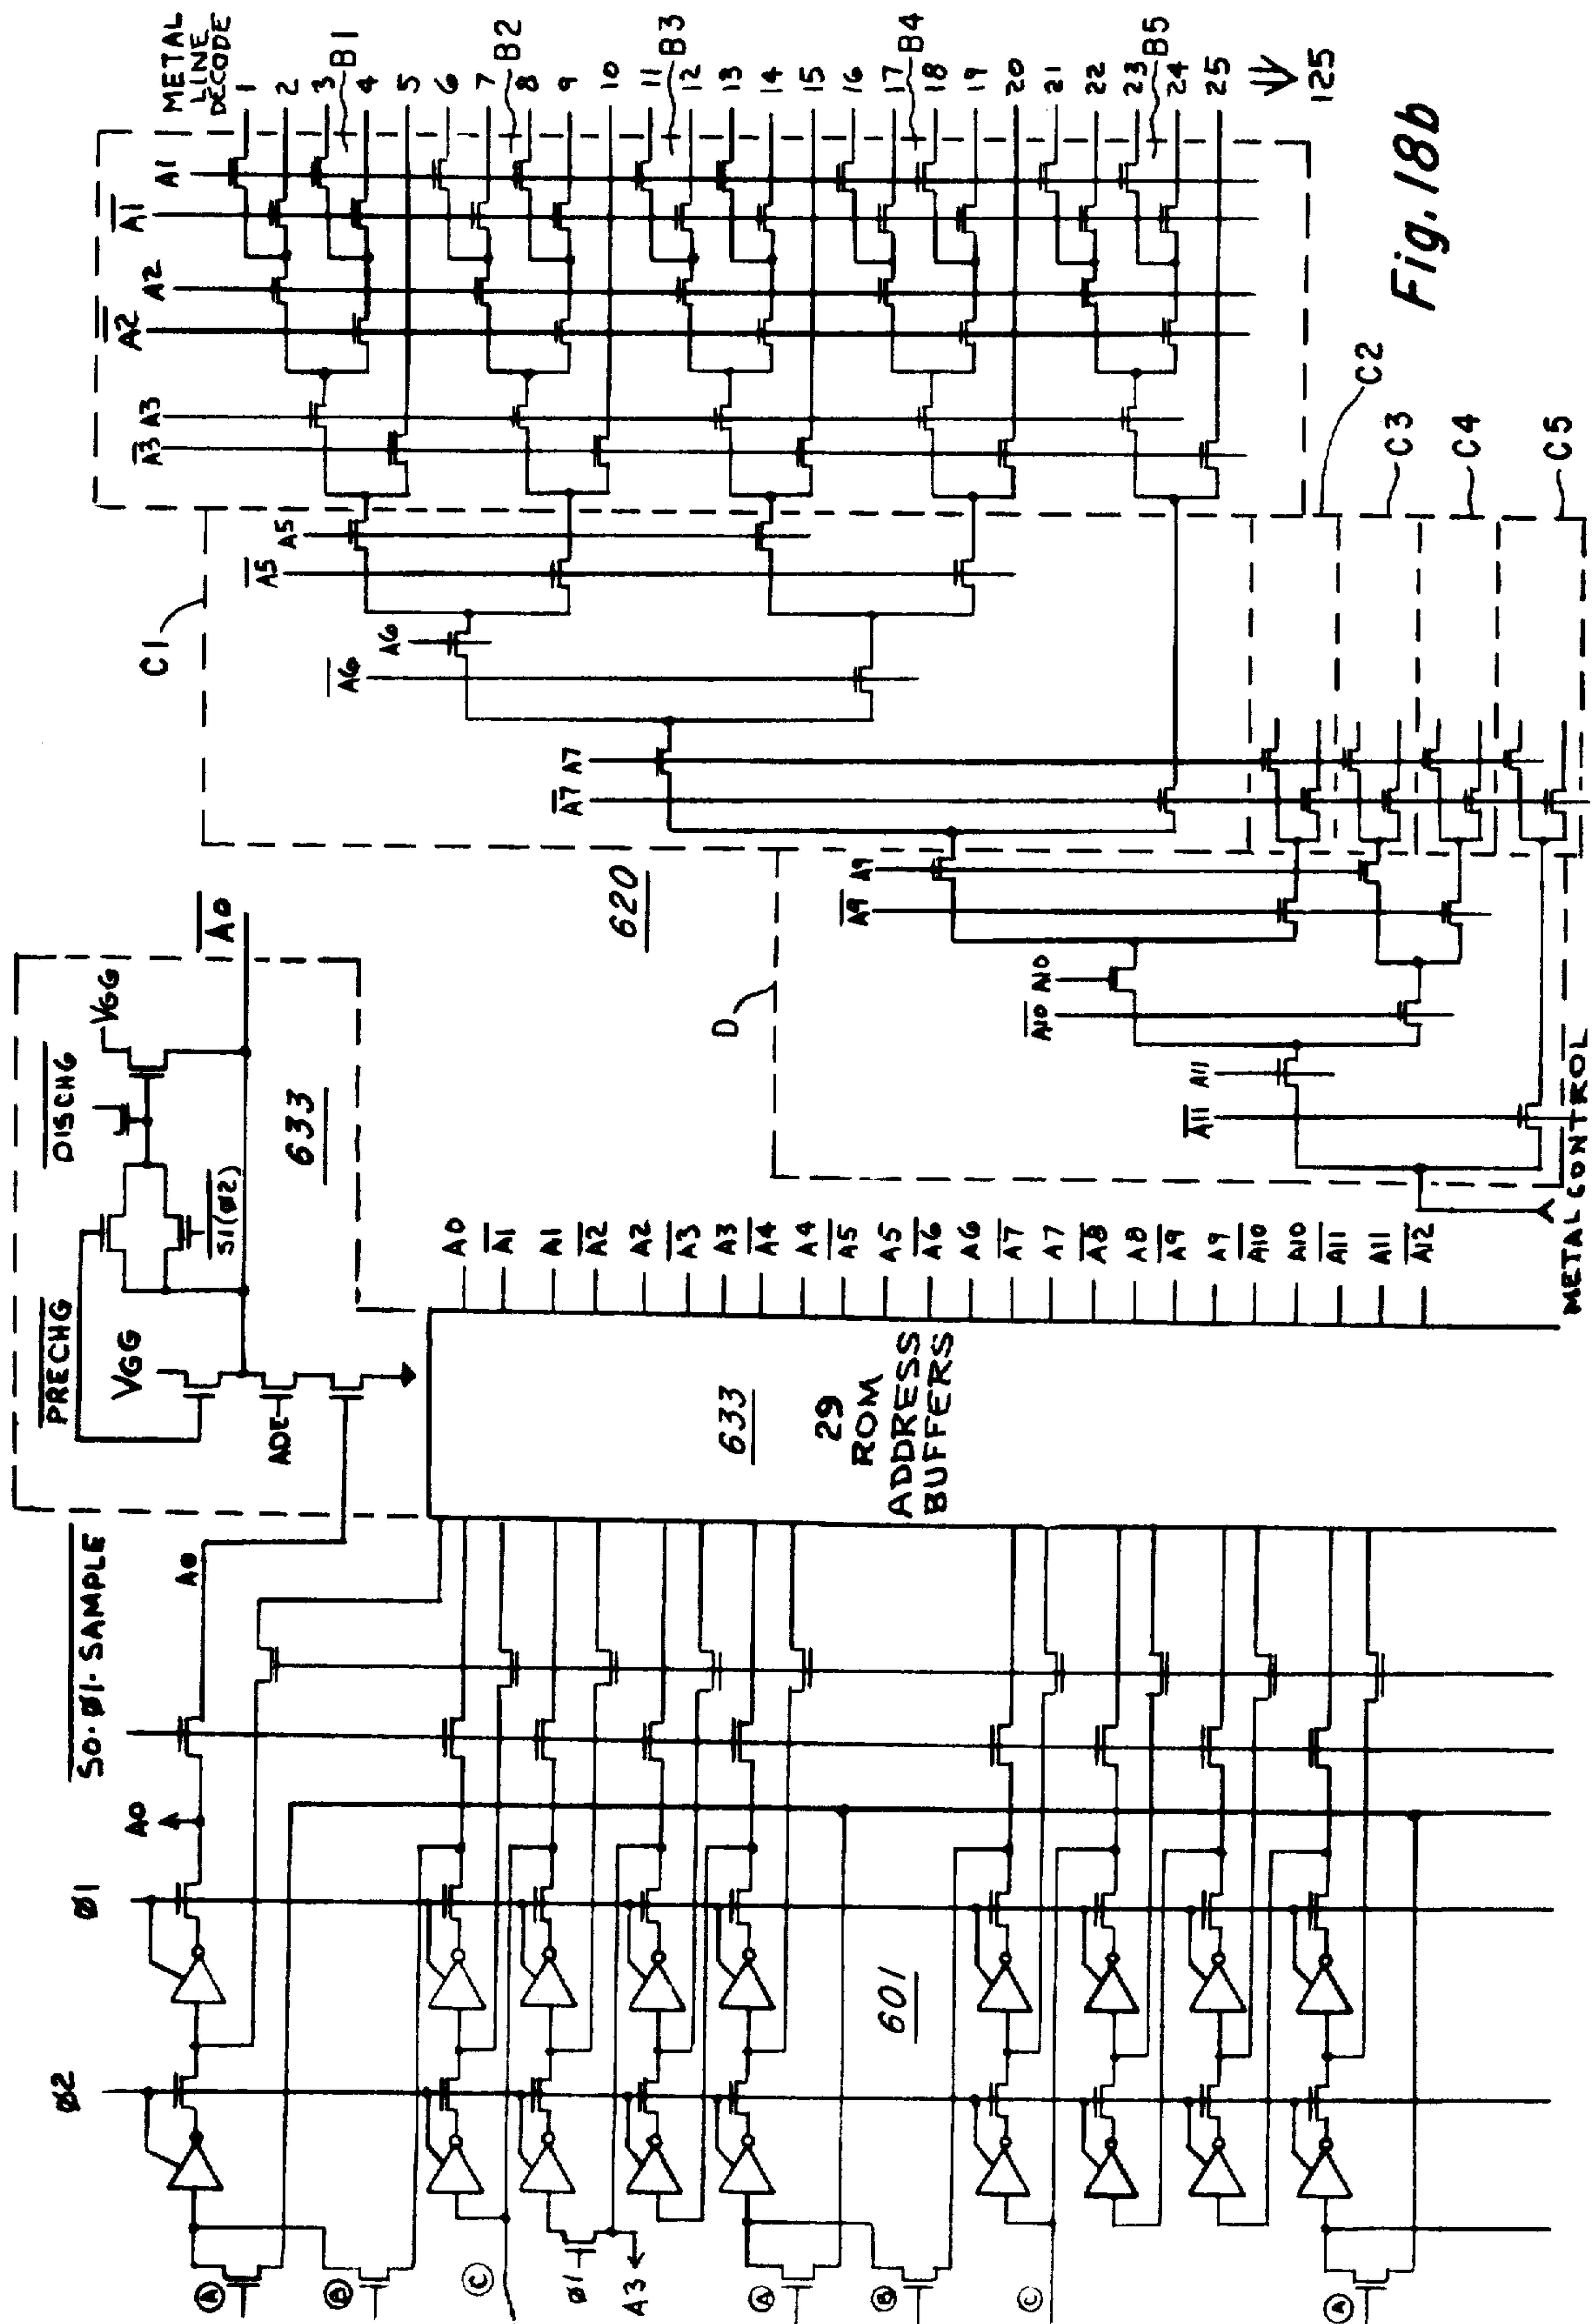 METAL
LINE
DECODE
A1
A1
A2
A2
A3
A3
1
2
3
4
5
6
7
8
9
10
11
12
13
14
15
16
17
18
19
20
21
22
23
24
25
B1
B2
B3
B4
B5
125
Fig. 18b
C1
A5
A5
A6
A6
A7
A7
C2
C3
C4
C5
620
D
A9
A9
A10
A10
A11
A11
METAL CONTROL
PRECHG
VGG
ADE
S1(Ø2)
DISCHG
VGG
633
A0
633
29
ROM
ADDRESS
BUFFERS
A0
A1
A1
A2
A2
A3
A3
A4
A4
A5
A5
A6
A6
A7
A7
A8
A8
A9
A9
A10
A10
A11
A11
A12
S0·Ø1·SAMPLE
A0
A0
Ø1
Ø2
601
A
B
C
Ø1
A3
A
B
C
A